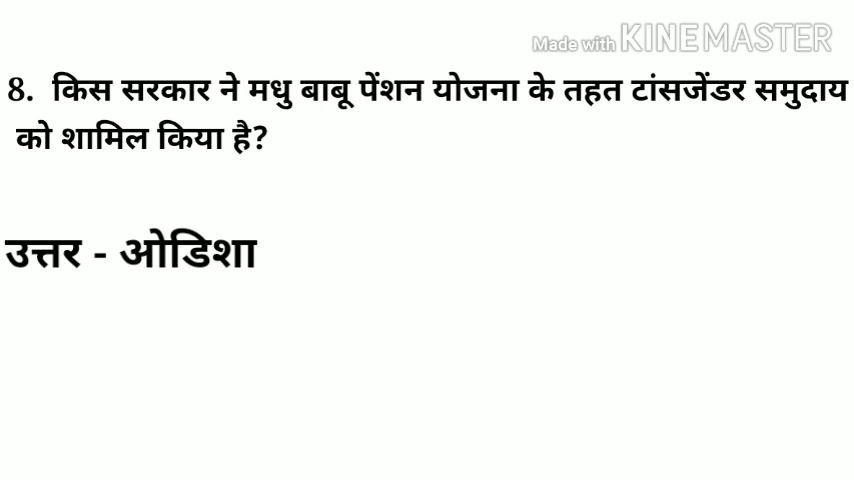 Made with KINEMASTER
8. किस सरकार ने मधु बाबू पेंशन योजना के तहत टांसजेंडर समुदाय
को शामिल किया है?
उत्तर - ओडिशा